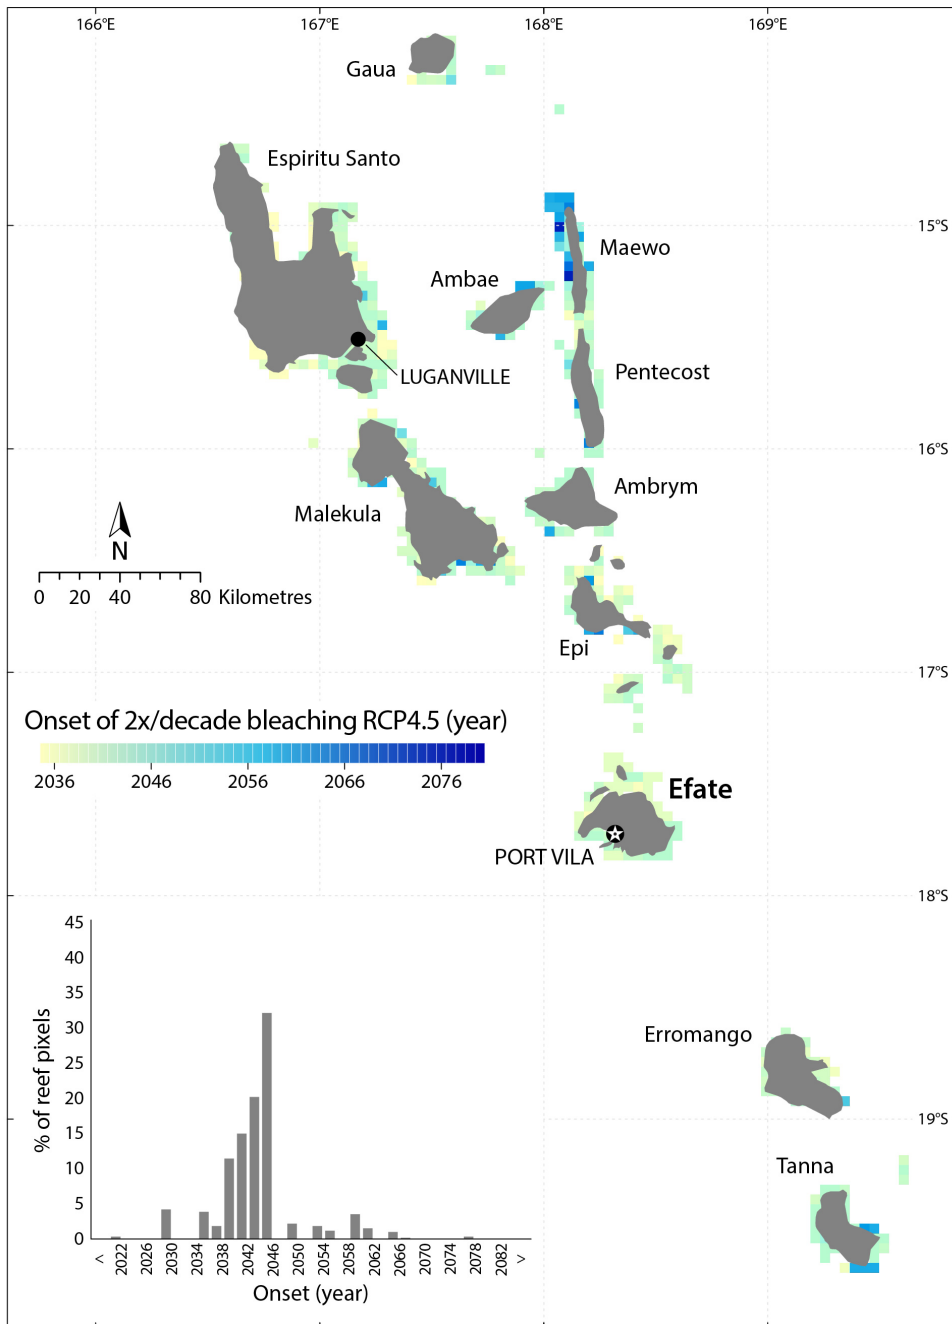 166°E 167°E 168°E 169°E
Gaua
Espiritu Santo
15°S
Maewo
Ambae
Pentecost
LUGANVILLE
16°S
Ambrym
Malekula
N
0 20 40 80 Kilometres
Epi
17°S
Onset of 2x/decade bleaching RCP4.5 (year)
2036 2046 2056 2066 2076
Efate
PORT VILA
18°S
45
40
35
30
25
20
15
10
5
0
% of reef pixels
< 2022 2026 2030 2034 2038 2042 2046 2050 2054 2058 2062 2066 2070 2074 2078 2082 >
Onset (year)
Erromango
19°S
Tanna